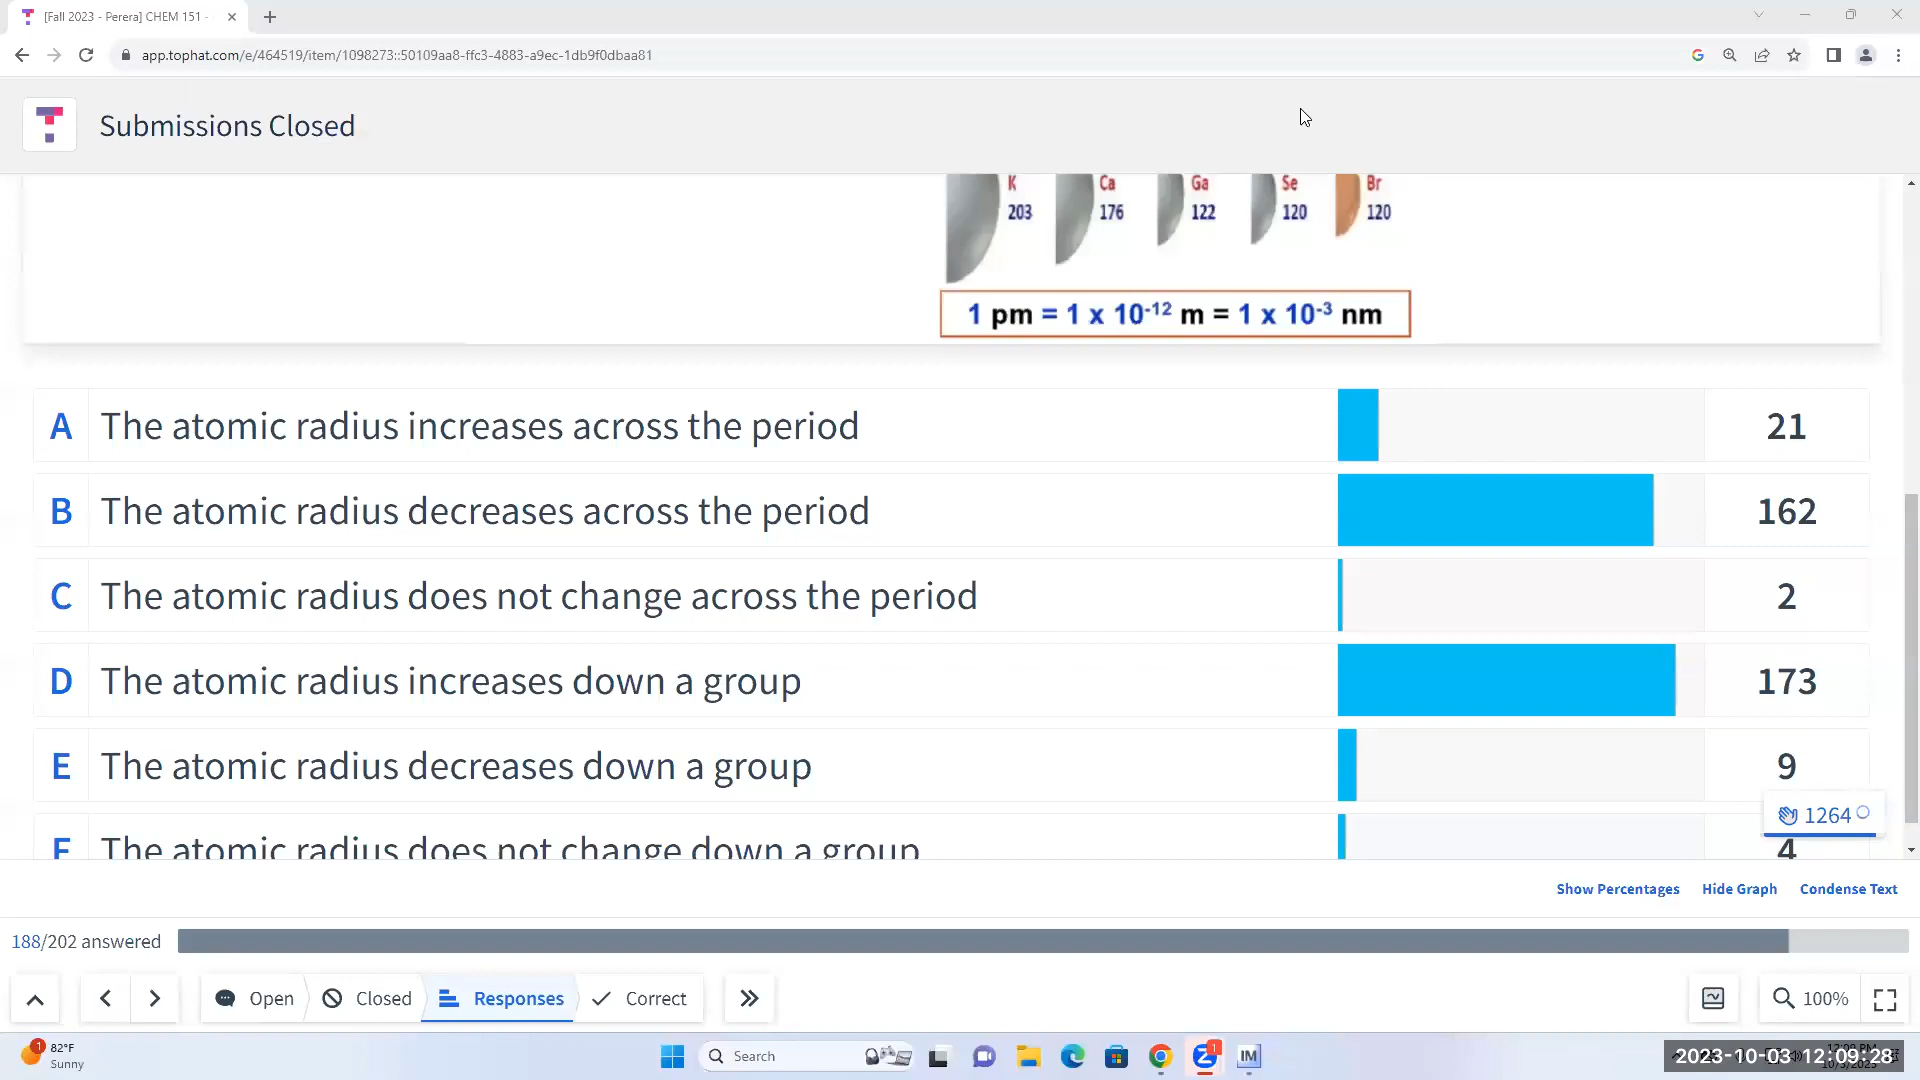 [Fall 2023 - Perera] CHEM 151 -
app.tophat.com/e/464519/item/1098273::50109aa8-ffc3-4883-a9ec-1db9f0dbaa81
Submissions Closed
K Ca Ga Se Br
203 176 122 120 120
1 pm = 1 x 10⁻¹² m = 1 x 10⁻³ nm
A The atomic radius increases across the period 21
B The atomic radius decreases across the period 162
C The atomic radius does not change across the period 2
D The atomic radius increases down a group 173
E The atomic radius decreases down a group 9
1264
F The atomic radius does not change down a group 4
Show Percentages Hide Graph Condense Text
188/202 answered
Open Closed Responses Correct 100%
1 82°F
Sunny
Search
1
IM
2023-10-03 12:09:28